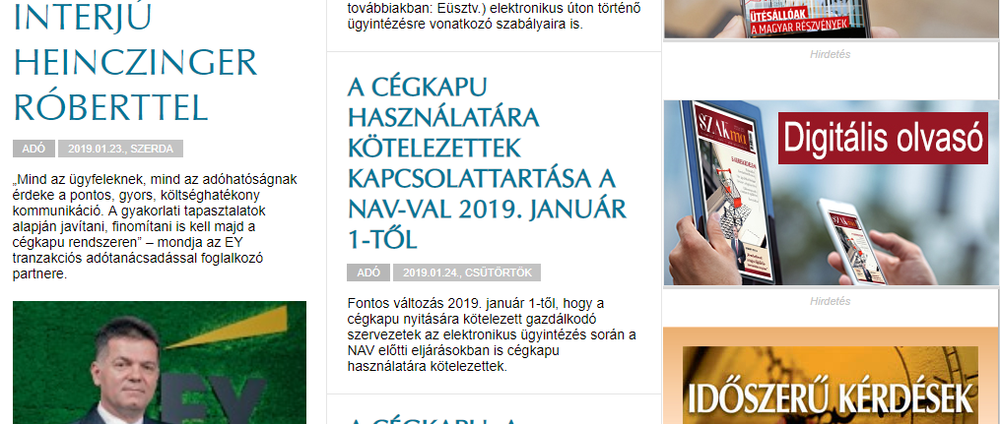 INTERJÚ
HEINCZINGER
RÓBERTTEL
ADÓ 2019.01.23., SZERDA
„Mind az ügyfeleknek, mind az adóhatóságnak
érdeke a pontos, gyors, költséghatékony
kommunikáció. A gyakorlati tapasztalatok
alapján javítani, finomítani is kell majd a
cégkapu rendszeren” – mondja az EY
tranzakciós adótanácsadással foglalkozó
partnere.
EY
továbbiakban: Eüsztv.) elektronikus úton történő
ügyintézésre vonatkozó szabályaira is.
A CÉGKAPU
HASZNÁLATÁRA
KÖTELEZETTEK
KAPCSOLATTARTÁSA A
NAV-VAL 2019. JANUÁR
1-TŐL
ADÓ 2019.01.24., CSÜTÖRTÖK
Fontos változás 2019. január 1-től, hogy a
cégkapu nyitására kötelezett gazdálkodó
szervezetek az elektronikus ügyintézés során a
NAV előtti eljárásokban is cégkapu
használatára kötelezettek.
A CÉGKAPU A
ÜTÉSÁLLÓAK
A MAGYAR RÉSZVÉNYEK
Hirdetés
SZAKma
Digitális olvasó
Hirdetés
IDŐSZERŰ KÉRDÉSEK